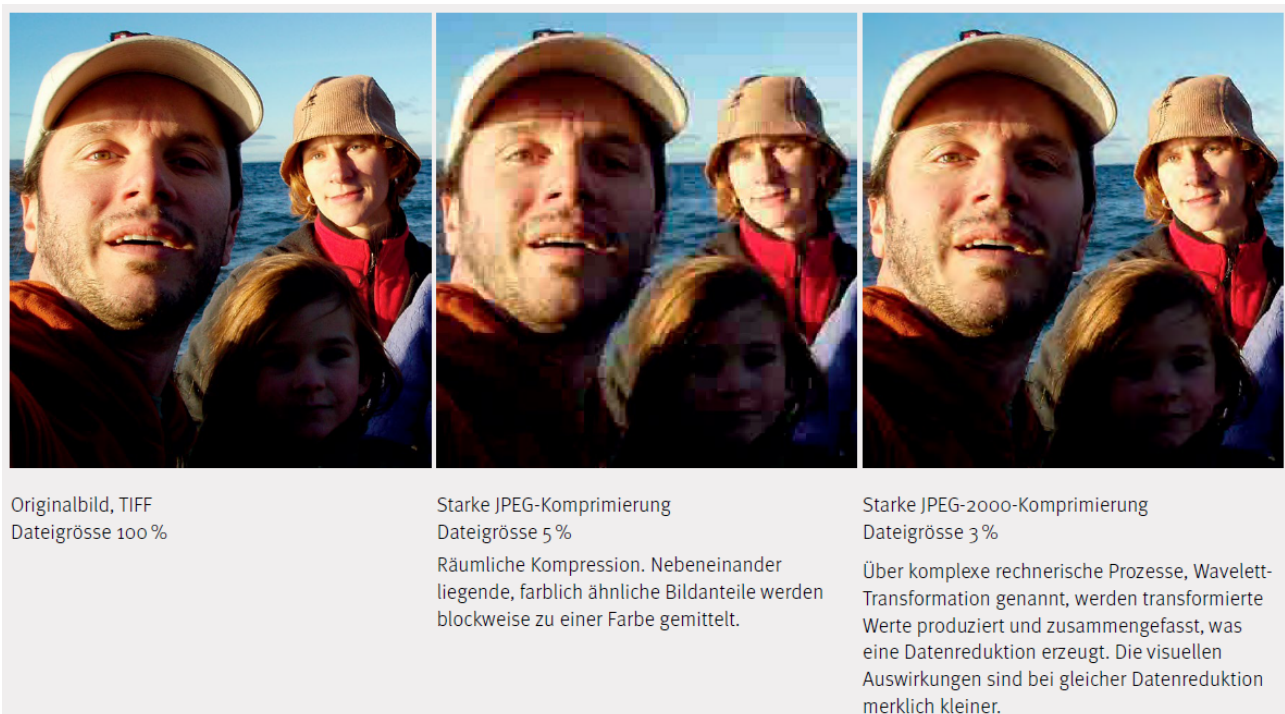 Originalbild, TIFF
Dateigrösse 100 %
Starke JPEG-Komprimierung
Dateigrösse 5 %
Räumliche Kompression. Nebeneinander
liegende, farblich ähnliche Bildanteile werden
blockweise zu einer Farbe gemittelt.
Starke JPEG-2000-Komprimierung
Dateigrösse 3 %
Über komplexe rechnerische Prozesse, Wavelett-
Transformation genannt, werden transformierte
Werte produziert und zusammengefasst, was
eine Datenreduktion erzeugt. Die visuellen
Auswirkungen sind bei gleicher Datenreduktion
merklich kleiner.